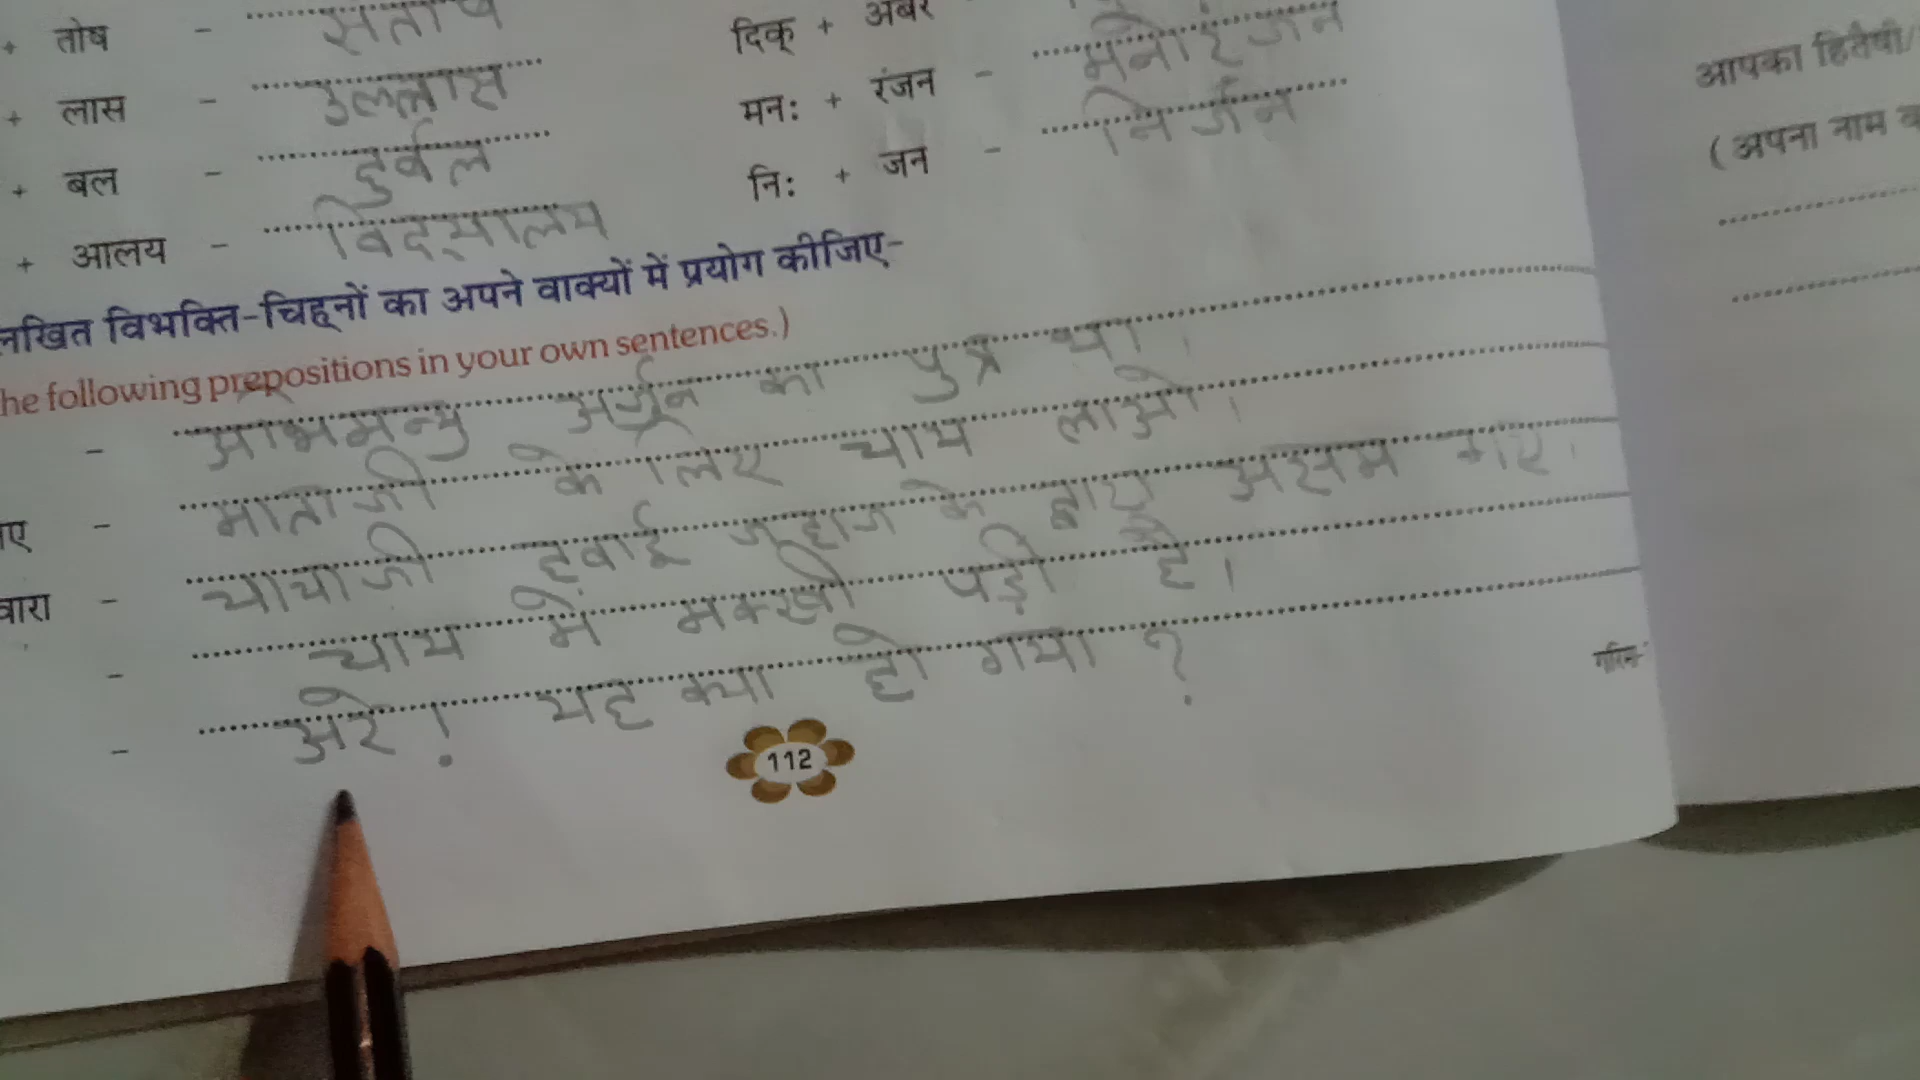 + तोष - संतोष
दिक् + अंबर -
+ लास - उल्लास
मनः + रंजन - मनोरंजन
+ बल - दुर्बल
निः + जन - निर्जन
+ आलय - विद्यालय
लखित विभक्ति-चिह्नों का अपने वाक्यों में प्रयोग कीजिए-
he following prepositions in your own sentences.)
- अभिमन्यु अर्जुन का पुत्र था।
ाए - माताजी के लिए चाय लाओ।
वारा - चाचाजी हवाई जहाज के द्वारा असम गए।
- चाय में मक्खी पड़ी है।
- अरे! यह क्या हो गया?
112
आपका हितैषी/
(अपना नाम